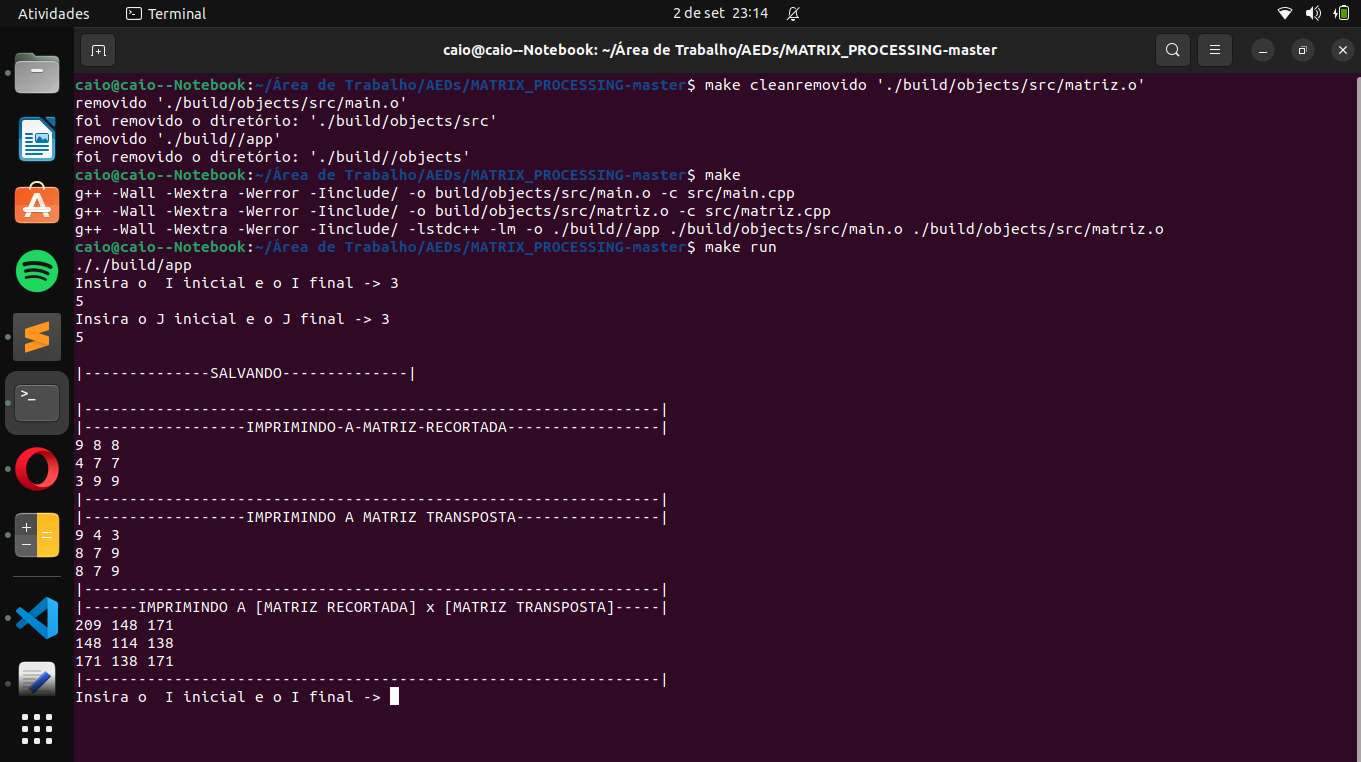 Atividades
Terminal
2 de set 23:14
caio@caio--Notebook: ~/Área de Trabalho/AEDs/MATRIX_PROCESSING-master
caio@caio--Notebook:~/Área de Trabalho/AEDs/MATRIX_PROCESSING-master$ make cleanremovido './build/objects/src/matriz.o'
removido './build/objects/src/main.o'
foi removido o diretório: './build/objects/src'
removido './build//app'
foi removido o diretório: './build//objects'
caio@caio--Notebook:~/Área de Trabalho/AEDs/MATRIX_PROCESSING-master$ make
g++ -Wall -Wextra -Werror -Iinclude/ -o build/objects/src/main.o -c src/main.cpp
g++ -Wall -Wextra -Werror -Iinclude/ -o build/objects/src/matriz.o -c src/matriz.cpp
g++ -Wall -Wextra -Werror -Iinclude/ -lstdc++ -lm -o ./build//app ./build/objects/src/main.o ./build/objects/src/matriz.o
caio@caio--Notebook:~/Área de Trabalho/AEDs/MATRIX_PROCESSING-master$ make run
././build/app
Insira o  I inicial e o I final -> 3
5
Insira o J inicial e o J final -> 3
5
|--------------SALVANDO--------------|
|----------------------------------------------------------------|
|------------------IMPRIMINDO-A-MATRIZ-RECORTADA-----------------|
9 8 8
4 7 7
3 9 9
|----------------------------------------------------------------|
|------------------IMPRIMINDO A MATRIZ TRANSPOSTA----------------|
9 4 3
8 7 9
8 7 9
|----------------------------------------------------------------|
|------IMPRIMINDO A [MATRIZ RECORTADA] x [MATRIZ TRANSPOSTA]-----|
209 148 171
148 114 138
171 138 171
|----------------------------------------------------------------|
Insira o  I inicial e o I final ->